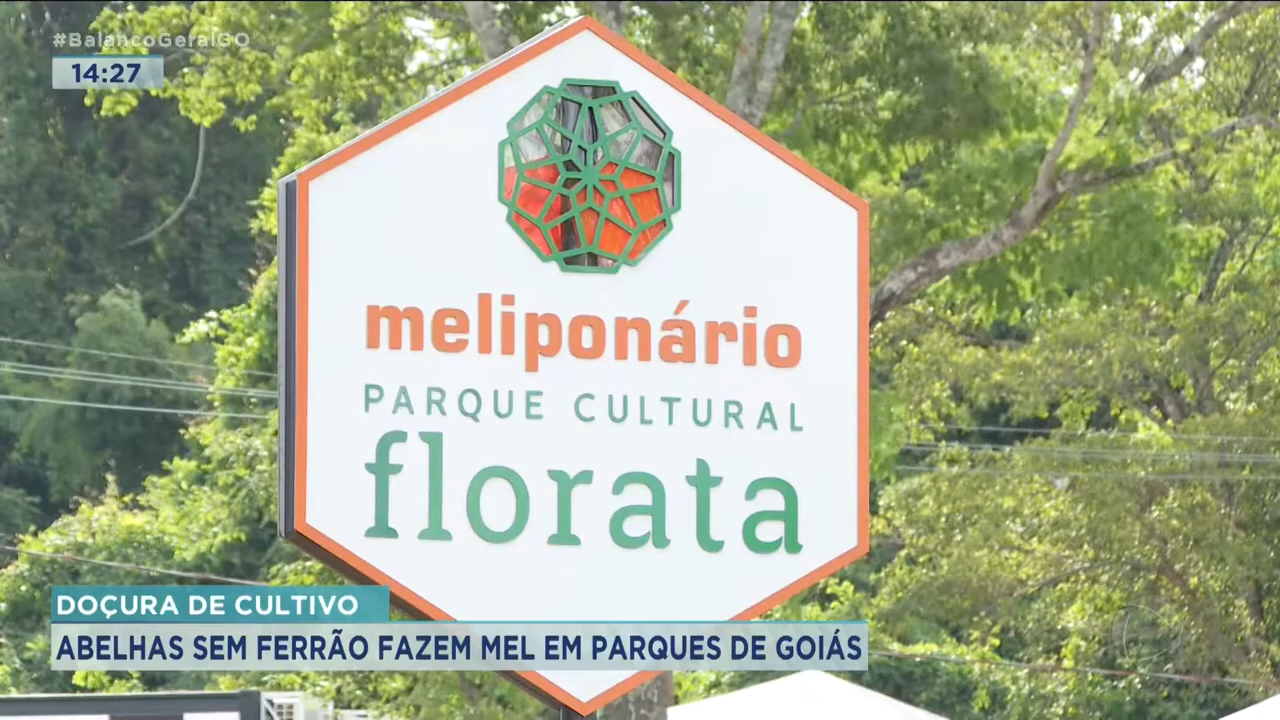 #BalancoGeralGO
14:27
meliponário
PARQUE CULTURAL
florata
DOÇURA DE CULTIVO
ABELHAS SEM FERRÃO FAZEM MEL EM PARQUES DE GOIÁS